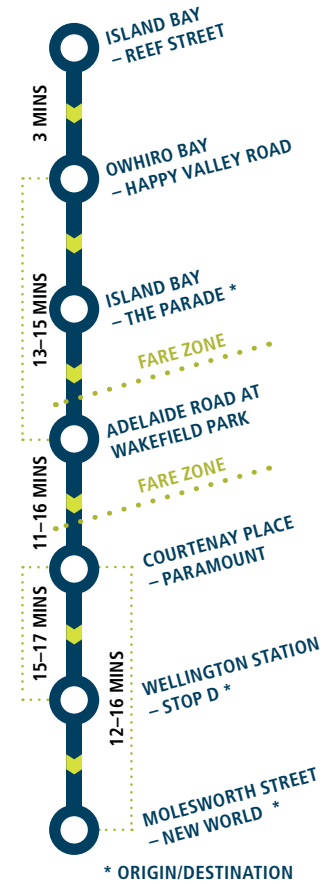 ISLAND BAY
– REEF STREET
3 MINS
OWHIRO BAY
– HAPPY VALLEY ROAD
13–15 MINS
ISLAND BAY
– THE PARADE *
FARE ZONE
ADELAIDE ROAD AT
WAKEFIELD PARK
11–16 MINS
FARE ZONE
COURTENAY PLACE
– PARAMOUNT
15–17 MINS
12–16 MINS
WELLINGTON STATION
– STOP D *
MOLESWORTH STREET
– NEW WORLD *
* ORIGIN/DESTINATION